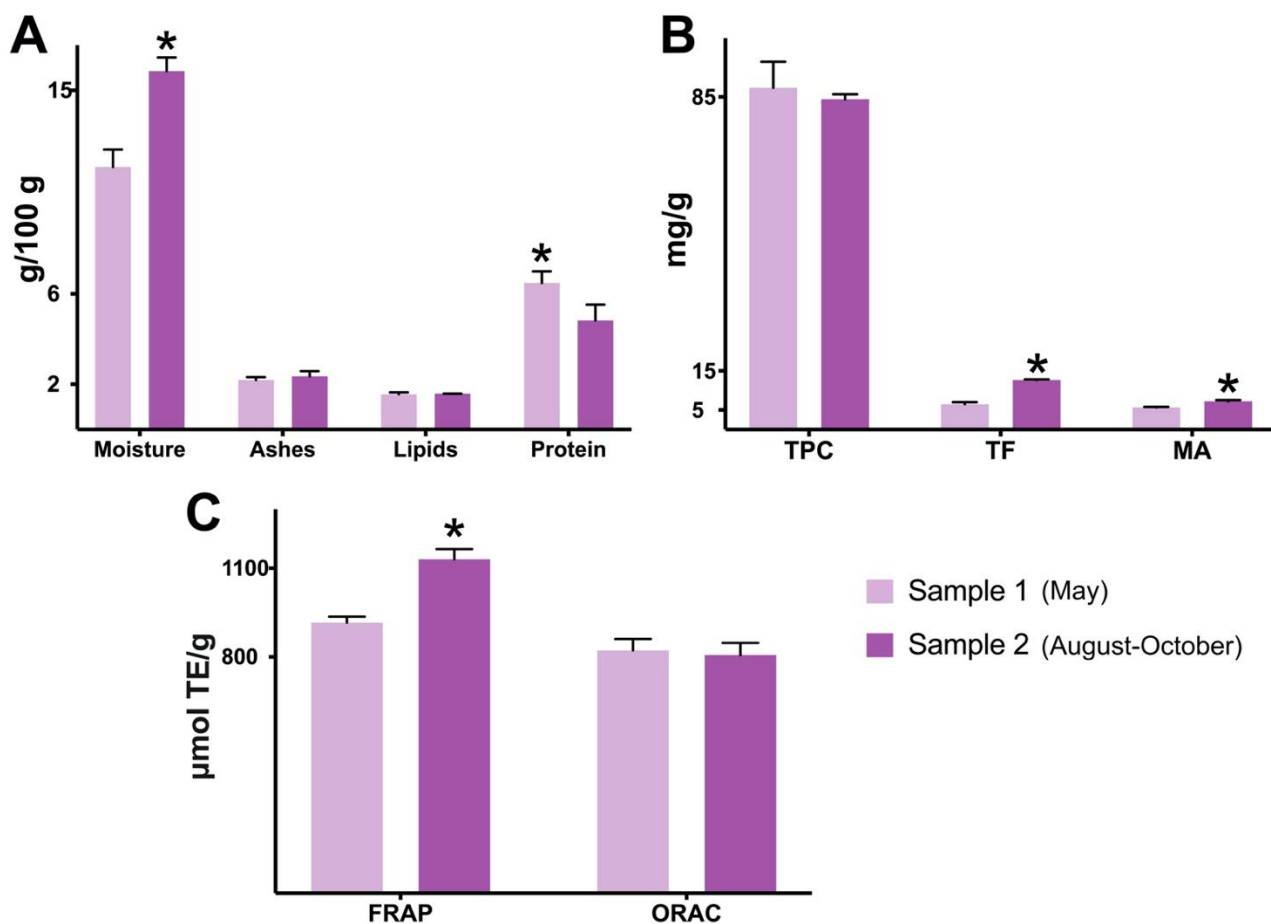 A
g/100 g
15
6
2
*
*
Moisture Ashes Lipids Protein
B
mg/g
85
15
5
*
*
TPC TF MA
C
µmol TE/g
1100
800
*
FRAP ORAC
Sample 1 (May)
Sample 2 (August-October)